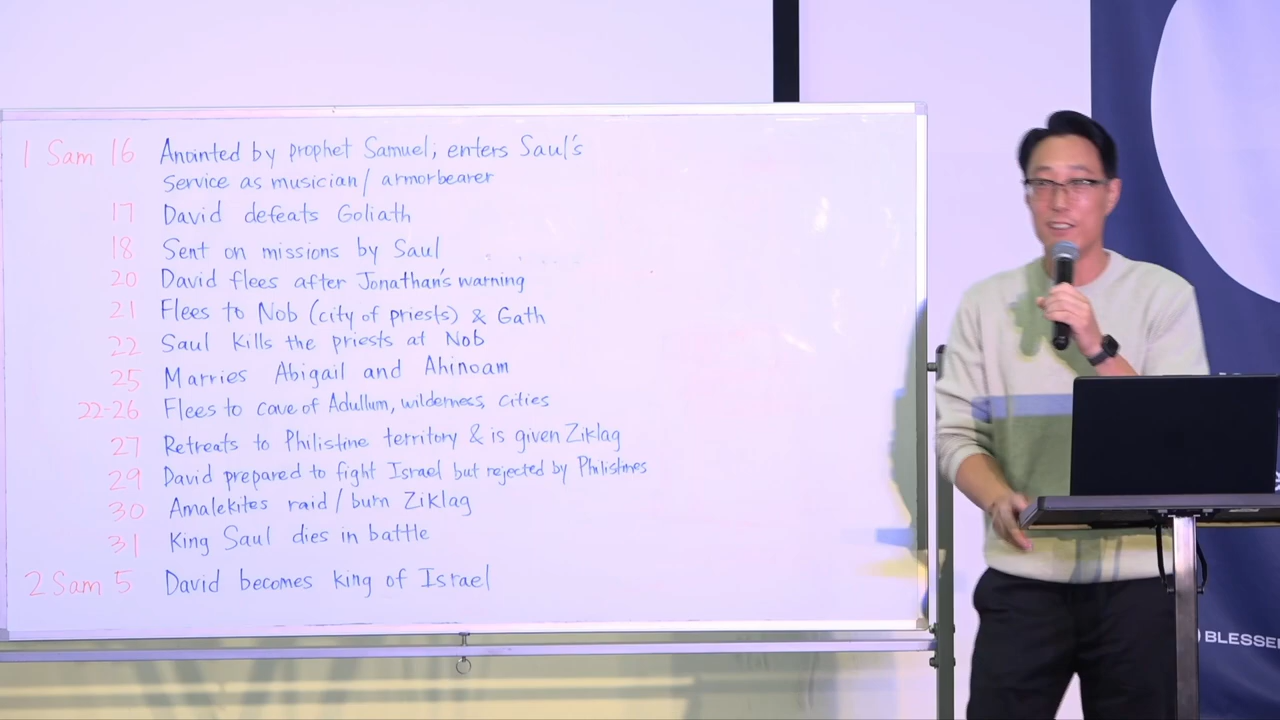 1 Sam 16 Anointed by prophet Samuel; enters Saul's
service as musician / armorbearer
17 David defeats Goliath
18 Sent on missions by Saul
20 David flees after Jonathan's warning
21 Flees to Nob (city of priests) & Gath
22 Saul kills the priests at Nob
25 Marries Abigail and Ahinoam
22-26 Flees to cave of Adullum, wilderness, cities
27 Retreats to Philistine territory & is given Ziklag
29 David prepared to fight Israel but rejected by Philistines
30 Amalekites raid / burn Ziklag
31 King Saul dies in battle
2 Sam 5 David becomes king of Israel